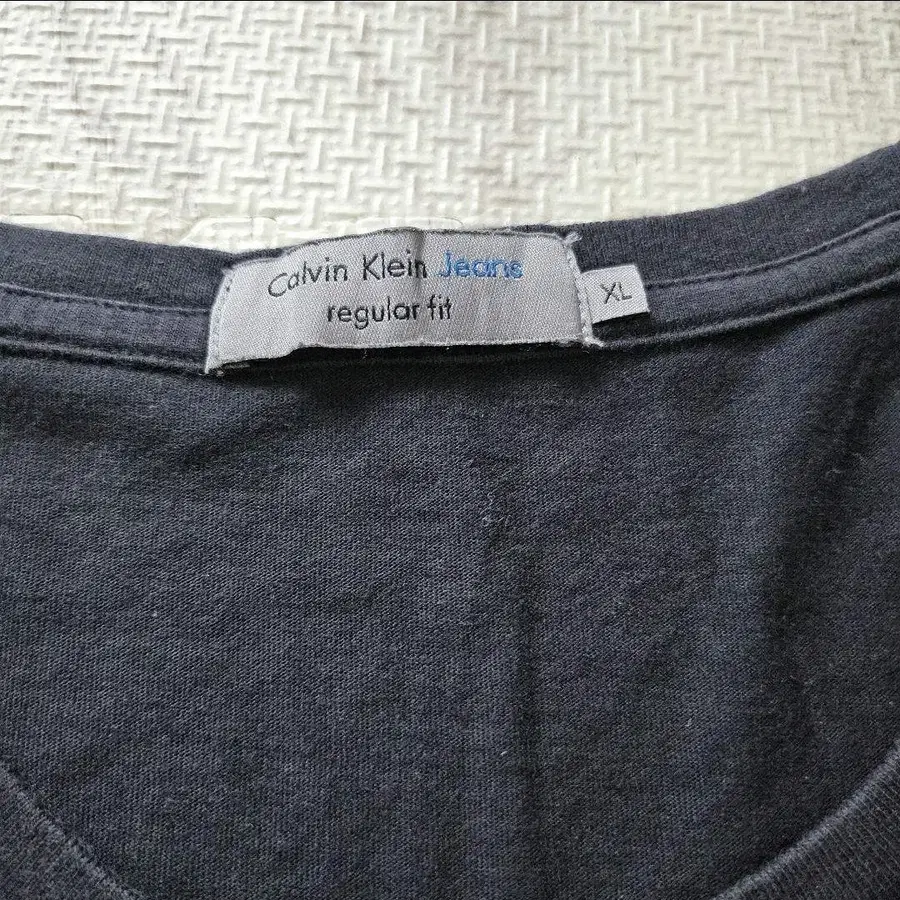 Calvin Klein Jeans
regular fit
XL